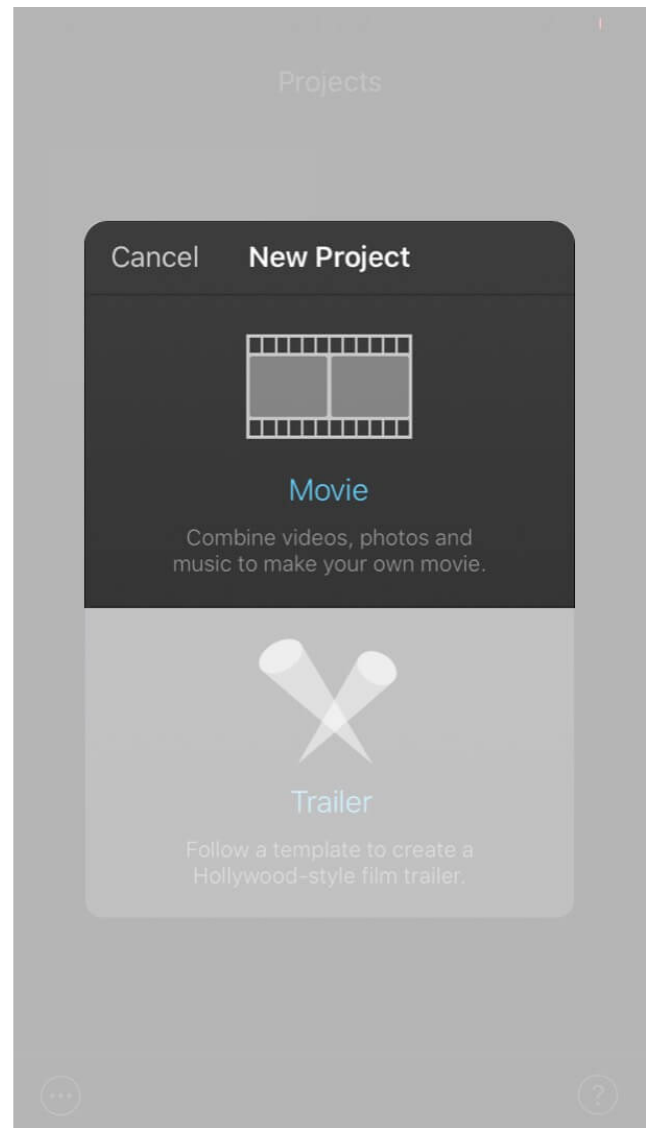 Projects
Cancel New Project
Movie
Combine videos, photos and
music to make your own movie.
Trailer
Follow a template to create a
Hollywood-style film trailer.
?